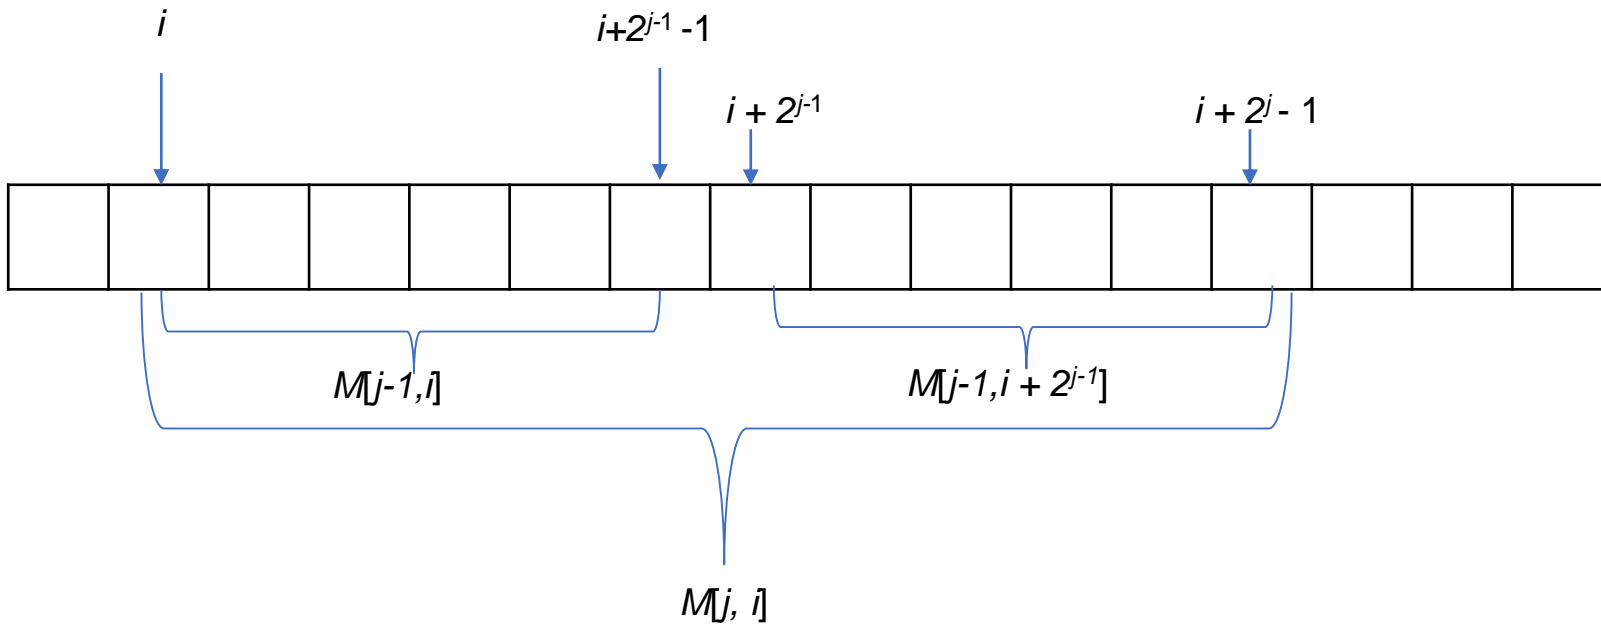 i
i+2^{j-1} -1
i + 2^{j-1}
i + 2^{j} - 1
M[j-1,i]
M[j-1,i + 2^{j-1}]
M[j, i]